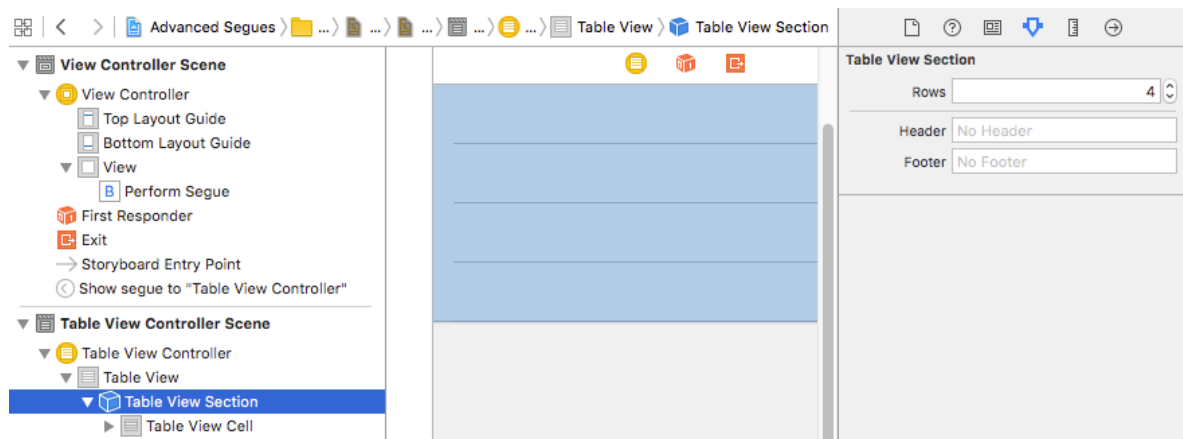 Advanced Segues ... ... ... ... ... Table View Table View Section
View Controller Scene
View Controller
Top Layout Guide
Bottom Layout Guide
View
B Perform Segue
First Responder
Exit
Storyboard Entry Point
Show segue to "Table View Controller"
Table View Controller Scene
Table View Controller
Table View
Table View Section
Table View Cell
Table View Section
Rows 4
Header No Header
Footer No Footer